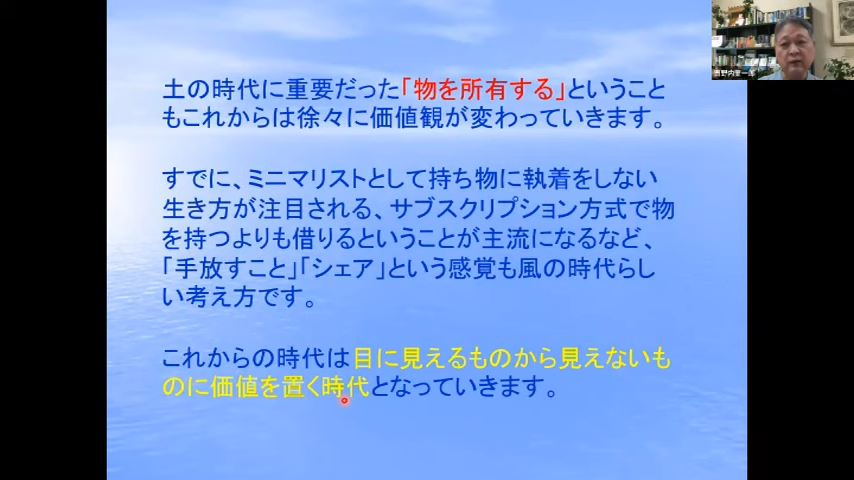 土の時代に重要だった「物を所有する」ということ
もこれからは徐々に価値観が変わっていきます。
すでに、ミニマリストとして持ち物に執着をしない
生き方が注目される、サブスクリプション方式で物
を持つよりも借りるということが主流になるなど、
「手放すこと」「シェア」という感覚も風の時代らし
い考え方です。
これからの時代は目に見えるものから見えないも
のに価値を置く時代となっていきます。